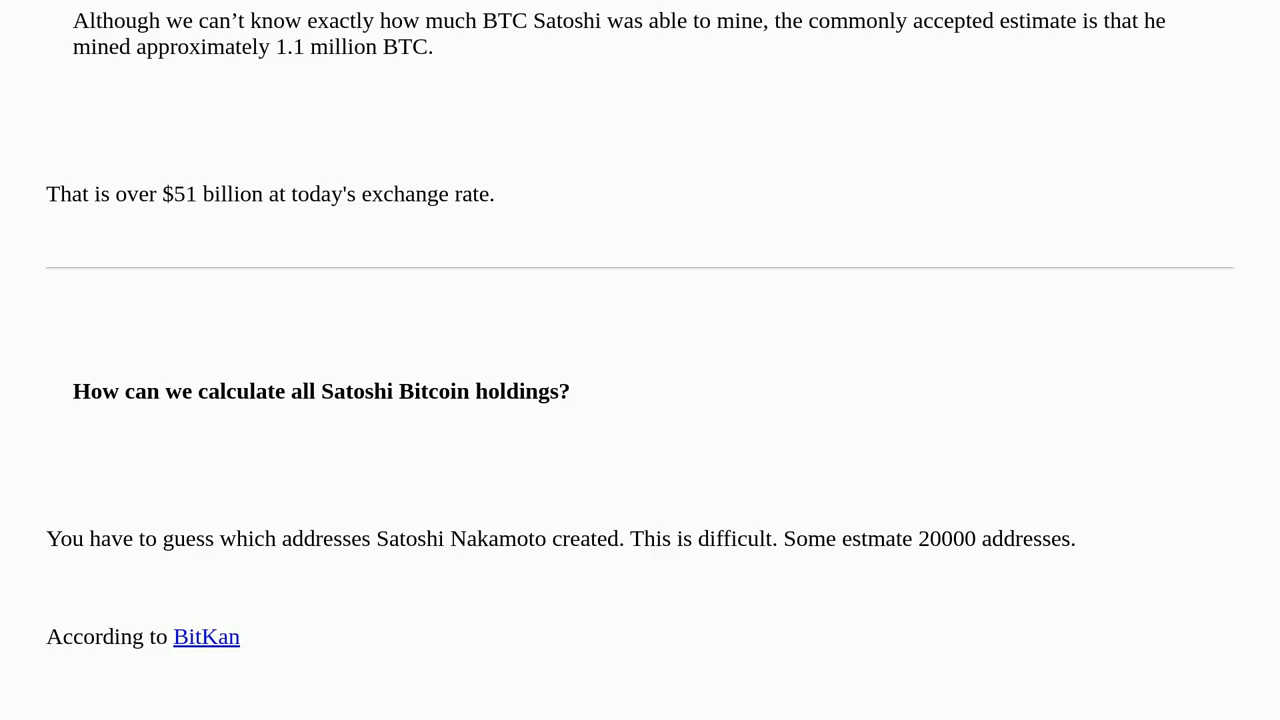 Although we can’t know exactly how much BTC Satoshi was able to mine, the commonly accepted estimate is that he
mined approximately 1.1 million BTC.
That is over $51 billion at today's exchange rate.
How can we calculate all Satoshi Bitcoin holdings?
You have to guess which addresses Satoshi Nakamoto created. This is difficult. Some estmate 20000 addresses.
According to BitKan